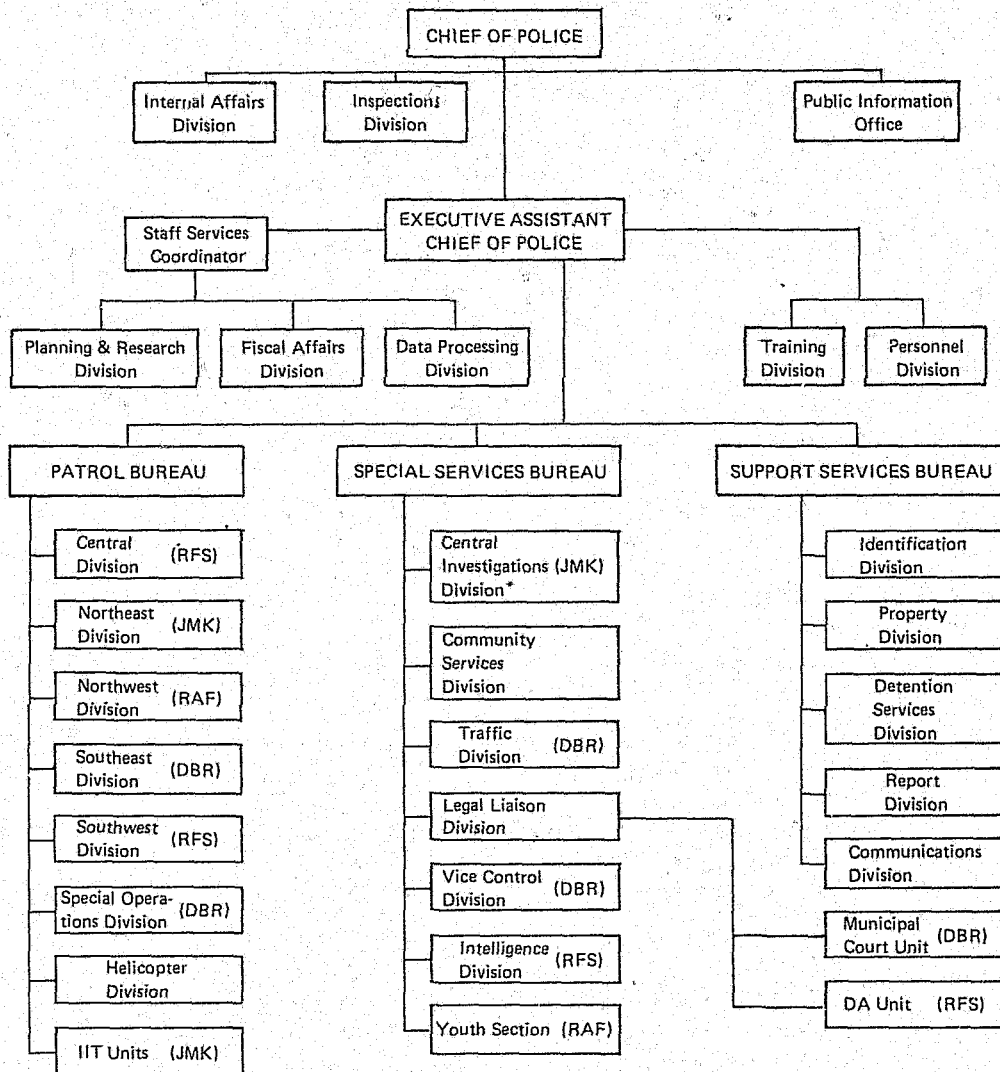 CHIEF OF POLICE
Internal Affairs
Division
Inspections
Division
Public Information
Office
EXECUTIVE ASSISTANT
CHIEF OF POLICE
Staff Services
Coordinator
Planning & Research
Division
Fiscal Affairs
Division
Data Processing
Division
Training
Division
Personnel
Division
PATROL BUREAU
Central
Division (RFS)
Northeast
Division (JMK)
Northwest
Division (RAF)
Southeast
Division (DBR)
Southwest
Division (RFS)
Special Opera-
tions Division (DBR)
Helicopter
Division
IIT Units (JMK)
SPECIAL SERVICES BUREAU
Central
Investigations (JMK)
Division*
Community
Services
Division
Traffic
Division (DBR)
Legal Liaison
Division
Vice Control
Division (DBR)
Intelligence
Division (RFS)
Youth Section (RAF)
SUPPORT SERVICES BUREAU
Identification
Division
Property
Division
Detention
Services
Division
Report
Division
Communications
Division
Municipal
Court Unit (DBR)
DA Unit (RFS)